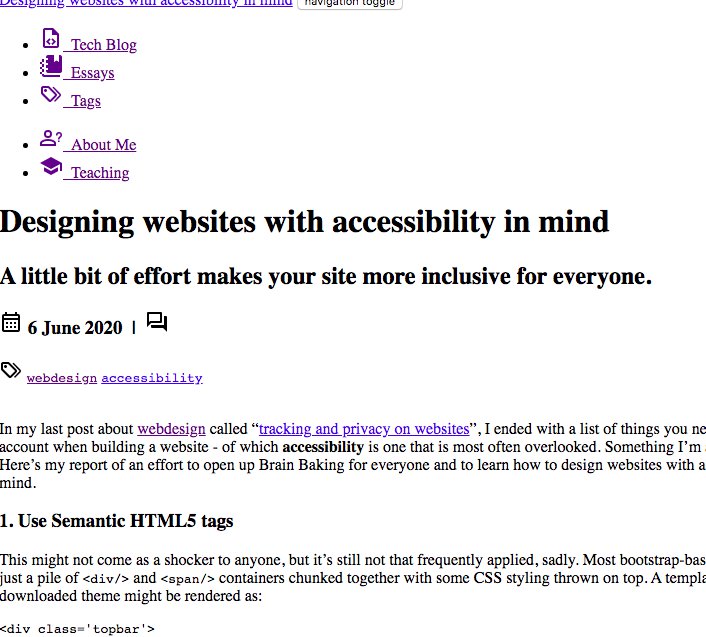 Designing websites with accessibility in mind navigation toggle
Tech Blog
Essays
Tags
About Me
Teaching
Designing websites with accessibility in mind
A little bit of effort makes your site more inclusive for everyone.
6 June 2020 |
webdesign accessibility
In my last post about webdesign called “tracking and privacy on websites”, I ended with a list of things you ne
account when building a website - of which accessibility is one that is most often overlooked. Something I’m
Here’s my report of an effort to open up Brain Baking for everyone and to learn how to design websites with a
mind.
1. Use Semantic HTML5 tags
This might not come as a shocker to anyone, but it’s still not that frequently applied, sadly. Most bootstrap-bas
just a pile of <div/> and <span/> containers chunked together with some CSS styling thrown on top. A templa
downloaded theme might be rendered as:
<div class='topbar'>